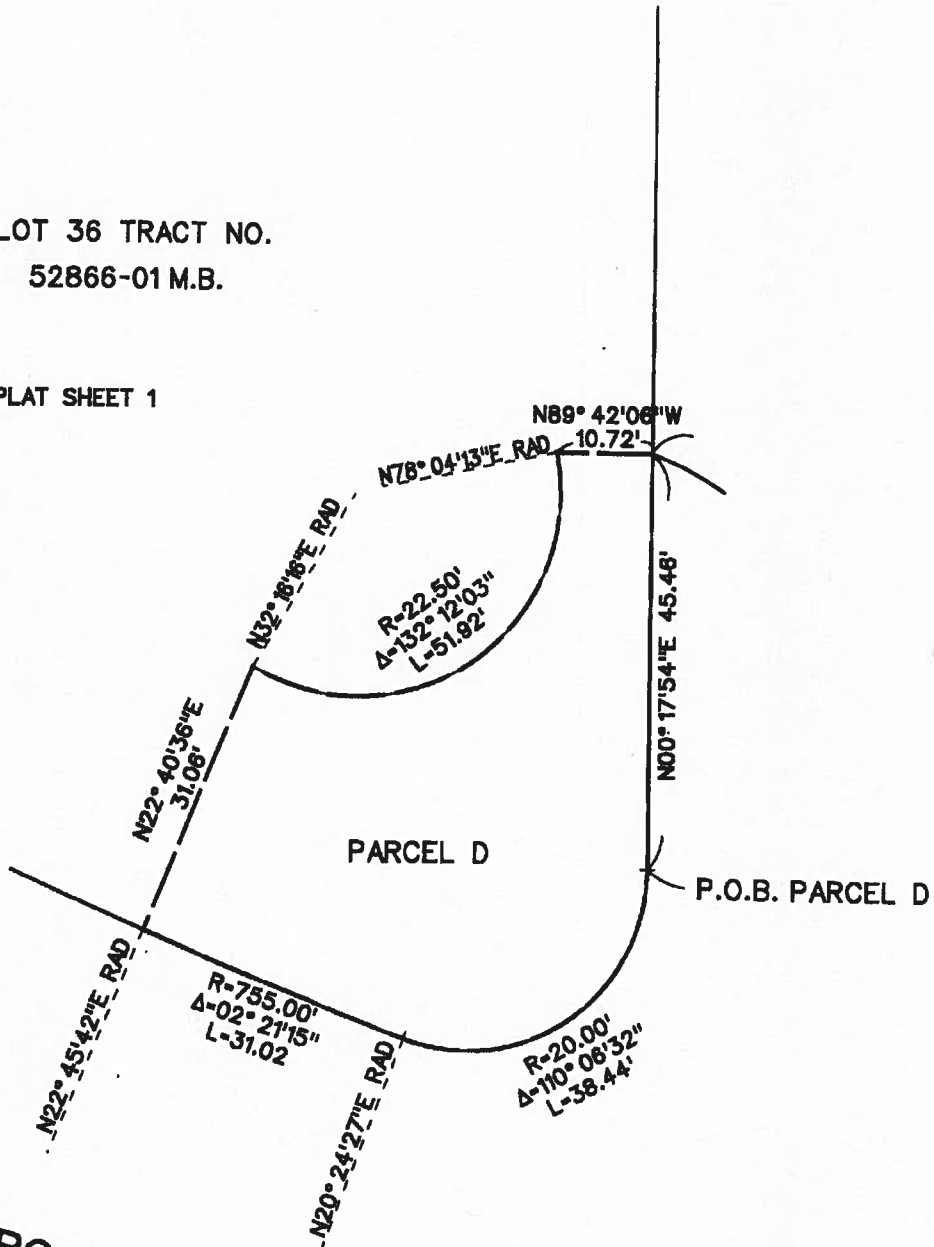 LOT 36 TRACT NO.
52866-01 M.B.
PLAT SHEET 1
N89° 42'06"W
10.72'
N78° 04'13"E RAD
N32° 16'16"E RAD
R=22.50'
Δ=132° 12'03"
L=51.92'
N00° 17'54"E 45.46'
N22° 40'36"E
31.06'
PARCEL D
P.O.B. PARCEL D
R=755.00'
Δ=02° 21'15"
L=31.02
R=20.00'
Δ=110° 06'32"
L=38.44'
N22° 45'42"E RAD
N20° 24'27"E RAD